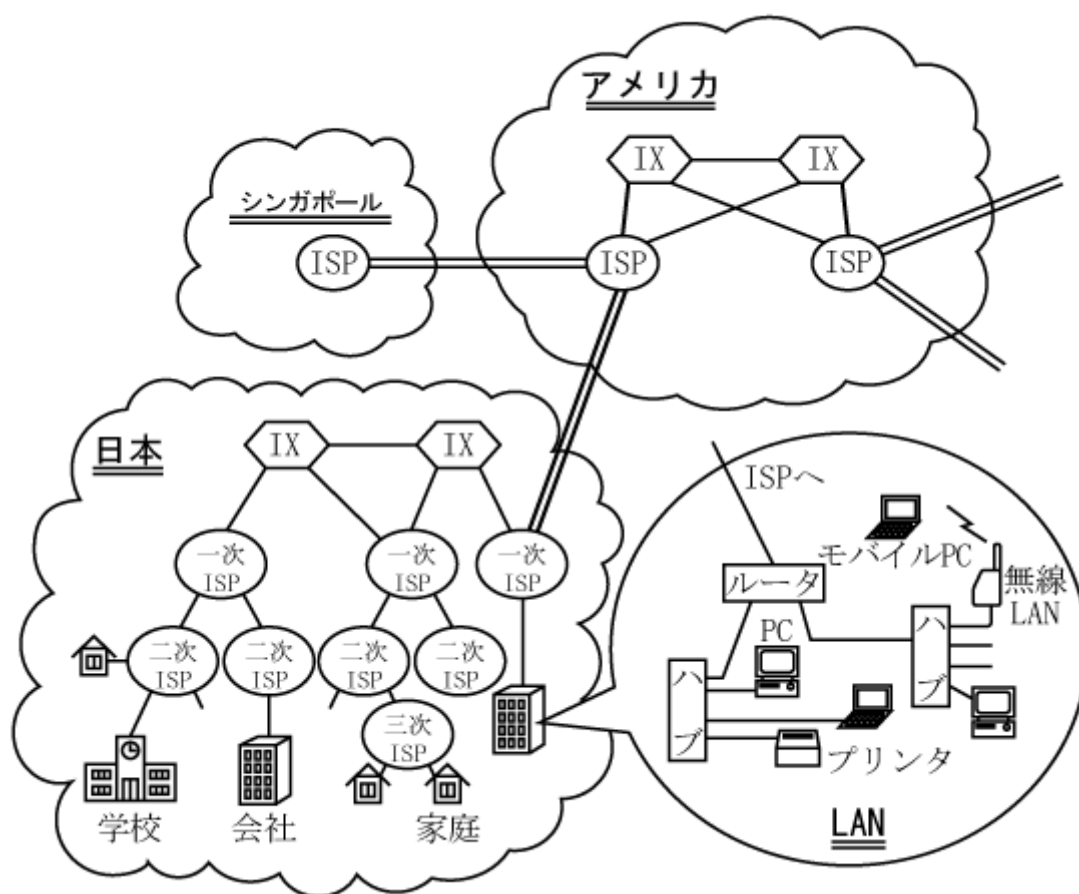 アメリカ
IX
IX
シンガポール
ISP
ISP
ISP
日本
IX
IX
一次
ISP
一次
ISP
一次
ISP
二次
ISP
二次
ISP
二次
ISP
二次
ISP
三次
ISP
学校
会社
家庭
ISPへ
モバイルPC
ルータ
無線
LAN
PC
ハブ
ハブ
プリンタ
LAN